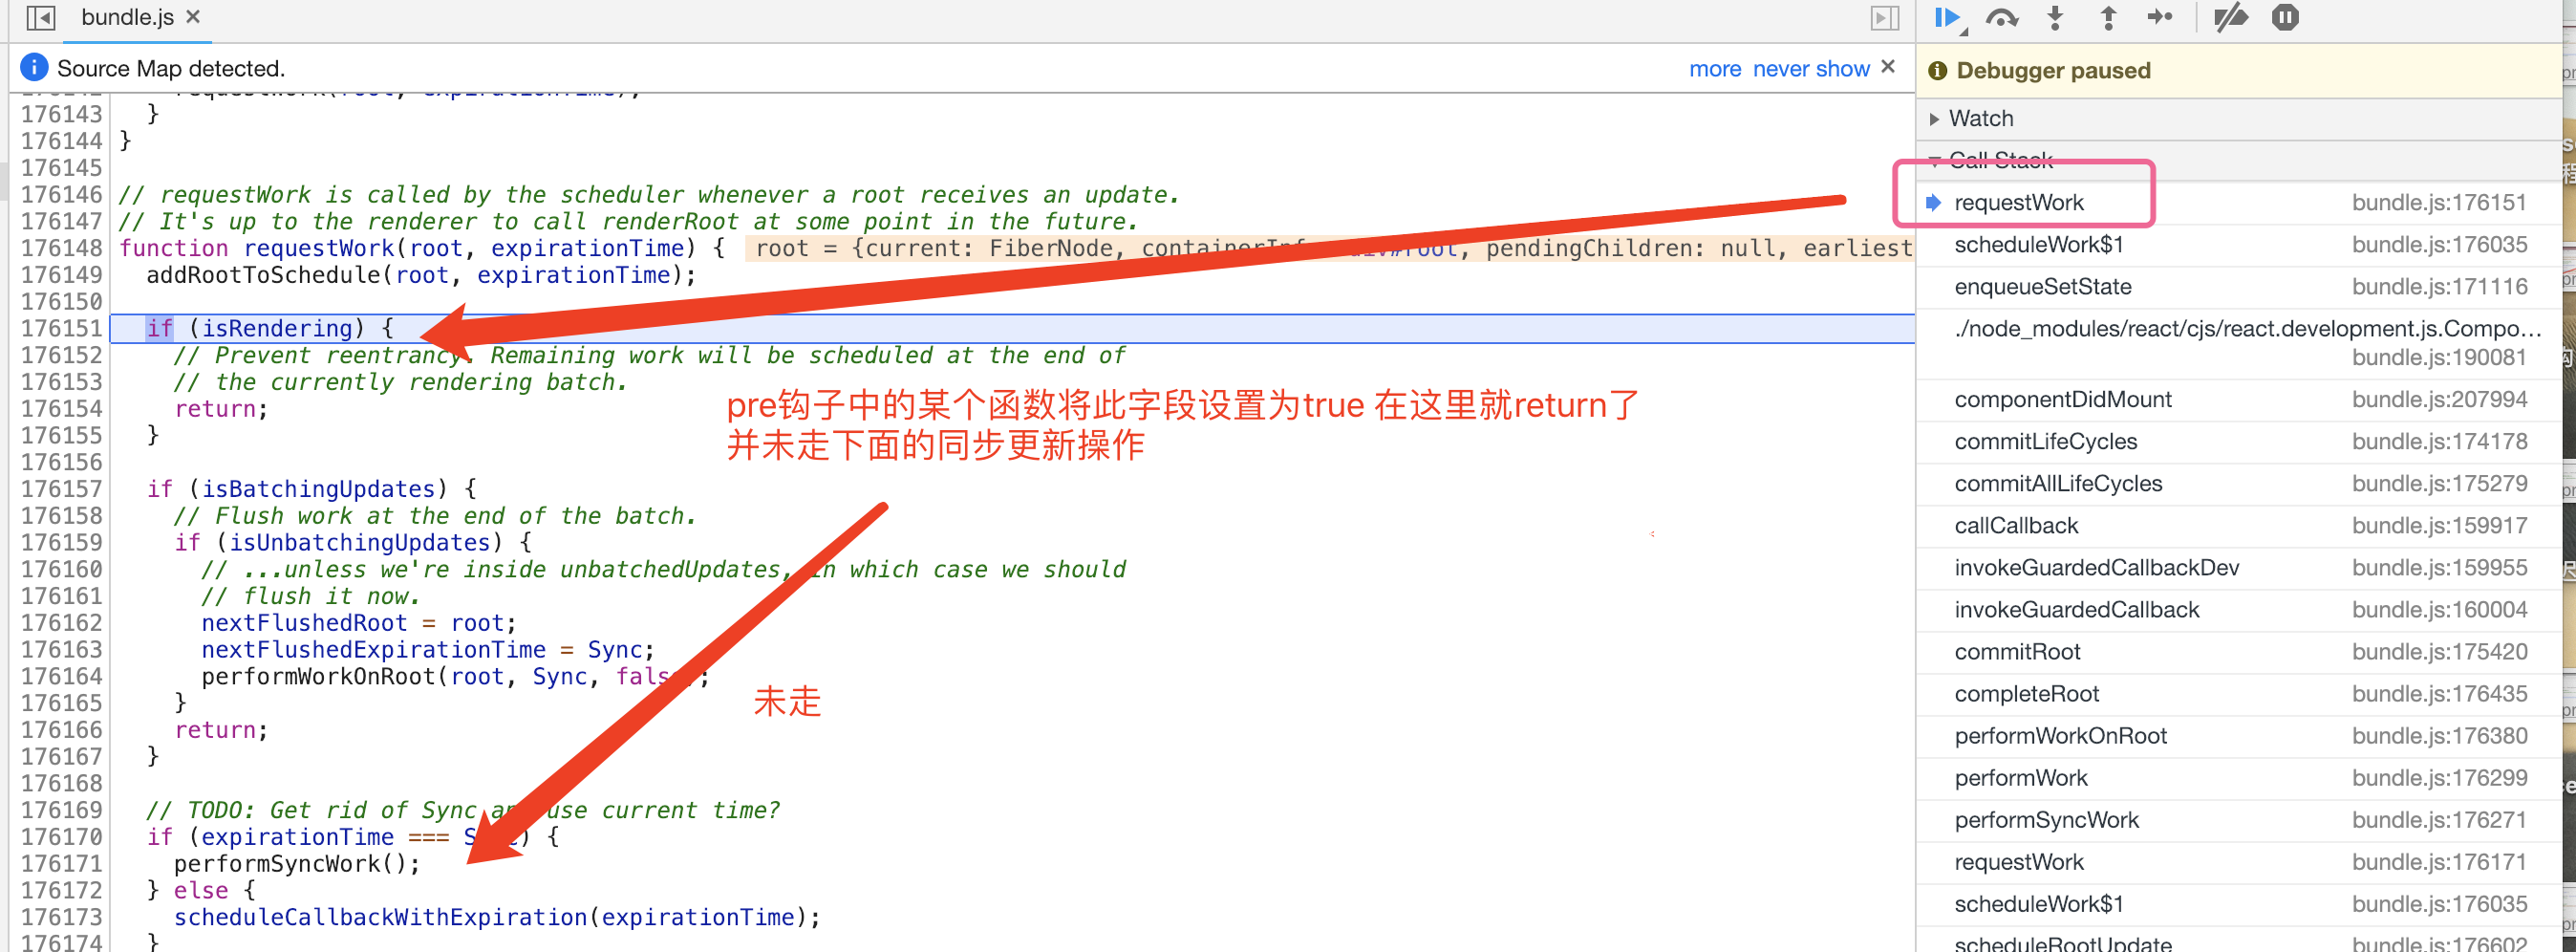 bundle.js ×
Source Map detected.
more never show ×
176143 }
176144 }
176145
176146 // requestWork is called by the scheduler whenever a root receives an update.
176147 // It's up to the renderer to call renderRoot at some point in the future.
176148 function requestWork(root, expirationTime) { root = {current: FiberNode, containerInf div#root, pendingChildren: null, earliest
176149 addRootToSchedule(root, expirationTime);
176150
176151 if (isRendering) {
176152 // Prevent reentrancy. Remaining work will be scheduled at the end of
176153 // the currently rendering batch.
176154 return;
176155 }
176156
176157 if (isBatchingUpdates) {
176158 // Flush work at the end of the batch.
176159 if (isUnbatchingUpdates) {
176160 // ...unless we're inside unbatchedUpdates, in which case we should
176161 // flush it now.
176162 nextFlushedRoot = root;
176163 nextFlushedExpirationTime = Sync;
176164 performWorkOnRoot(root, Sync, fals ;
176165 }
176166 return;
176167 }
176168
176169 // TODO: Get rid of Sync and use current time?
176170 if (expirationTime === S c) {
176171 performSyncWork();
176172 } else {
176173 scheduleCallbackWithExpiration(expirationTime);
176174 }
pre钩子中的某个函数将此字段设置为true 在这里就return了
并未走下面的同步更新操作
未走
Debugger paused
Watch
Call Stack
requestWork bundle.js:176151
scheduleWork$1 bundle.js:176035
enqueueSetState bundle.js:171116
./node_modules/react/cjs/react.development.js.Compo...
bundle.js:190081
componentDidMount bundle.js:207994
commitLifeCycles bundle.js:174178
commitAllLifeCycles bundle.js:175279
callCallback bundle.js:159917
invokeGuardedCallbackDev bundle.js:159955
invokeGuardedCallback bundle.js:160004
commitRoot bundle.js:175420
completeRoot bundle.js:176435
performWorkOnRoot bundle.js:176380
performWork bundle.js:176299
performSyncWork bundle.js:176271
requestWork bundle.js:176171
scheduleWork$1 bundle.js:176035
scheduleRootUpdate bundle.js:176602